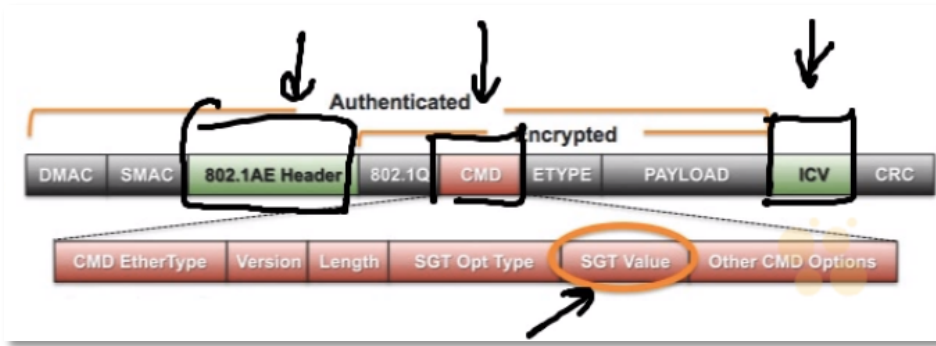 Authenticated
Encrypted
DMAC SMAC 802.1AE Header 802.1Q CMD ETYPE PAYLOAD ICV CRC
CMD EtherType Version Length SGT Opt Type SGT Value Other CMD Options